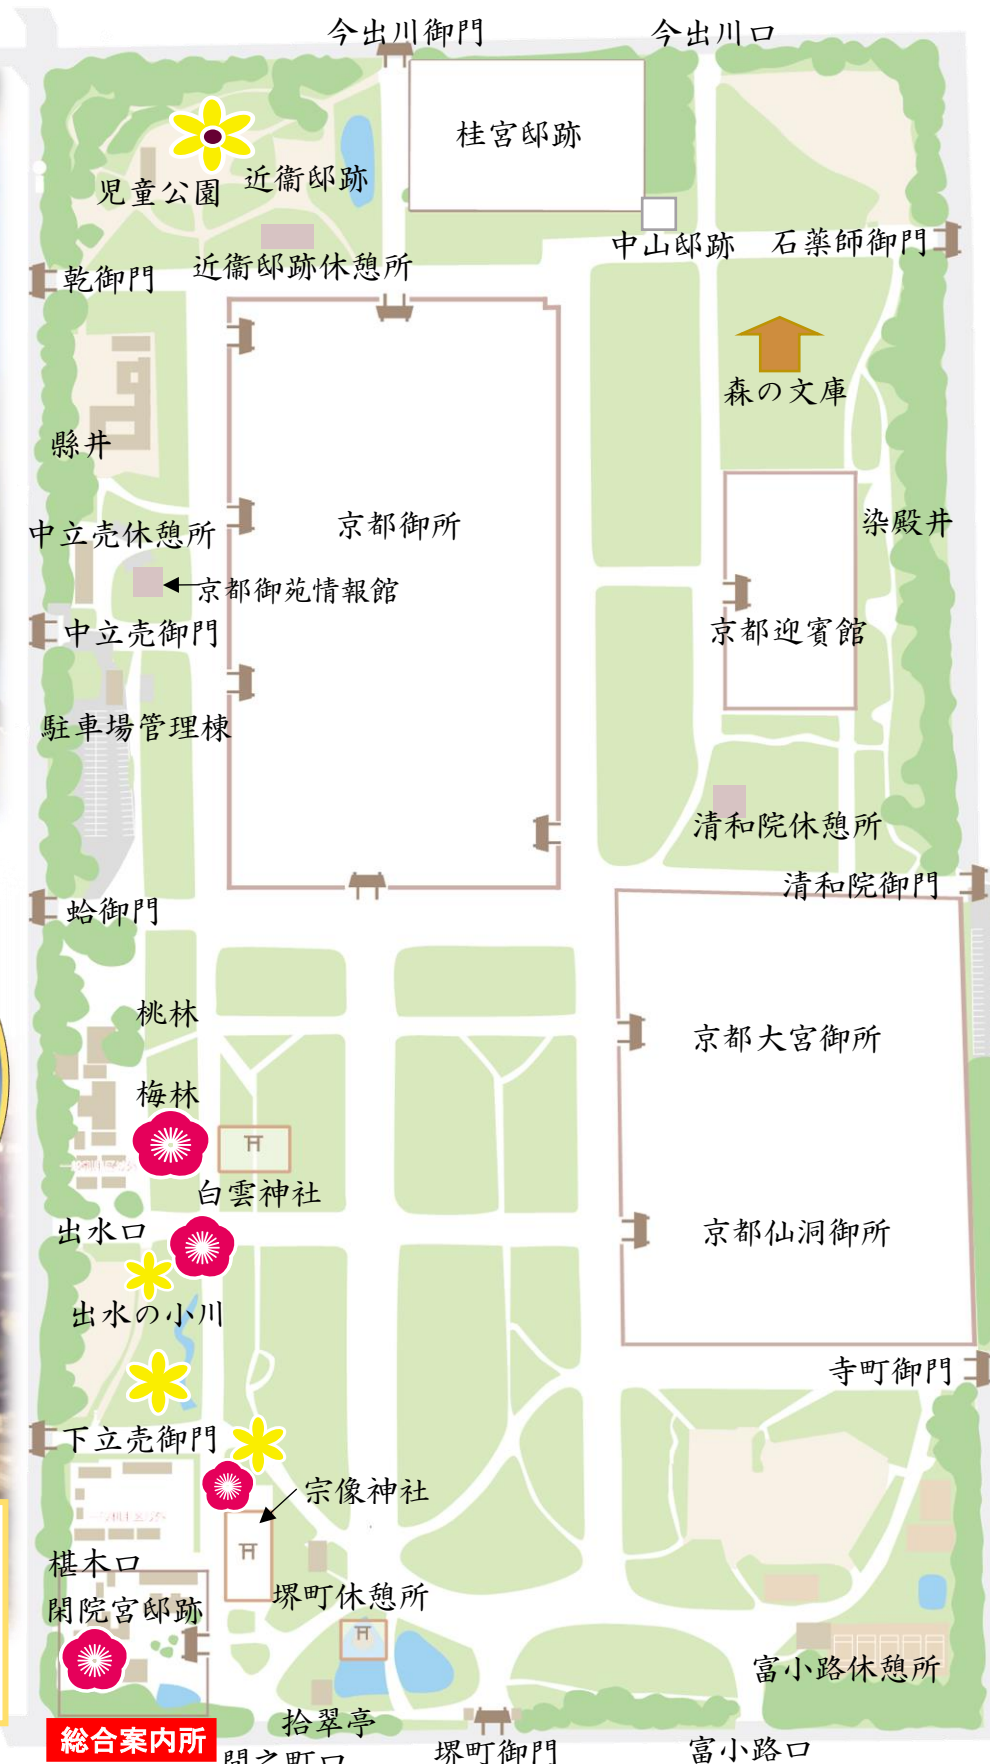 今出川御門
今出川口
桂宮邸跡
児童公園
近衞邸跡
中山邸跡
石薬師御門
乾御門
近衞邸跡休憩所
森の文庫
縣井
中立売休憩所
京都御所
染殿井
京都御苑情報館
中立売御門
京都迎賓館
駐車場管理棟
清和院休憩所
清和院御門
蛤御門
桃林
京都大宮御所
梅林
白雲神社
出水口
京都仙洞御所
出水の小川
寺町御門
下立売御門
宗像神社
椹木口
堺町休憩所
閑院宮邸跡
富小路休憩所
拾翠亭
総合案内所
間之町口
堺町御門
富小路口